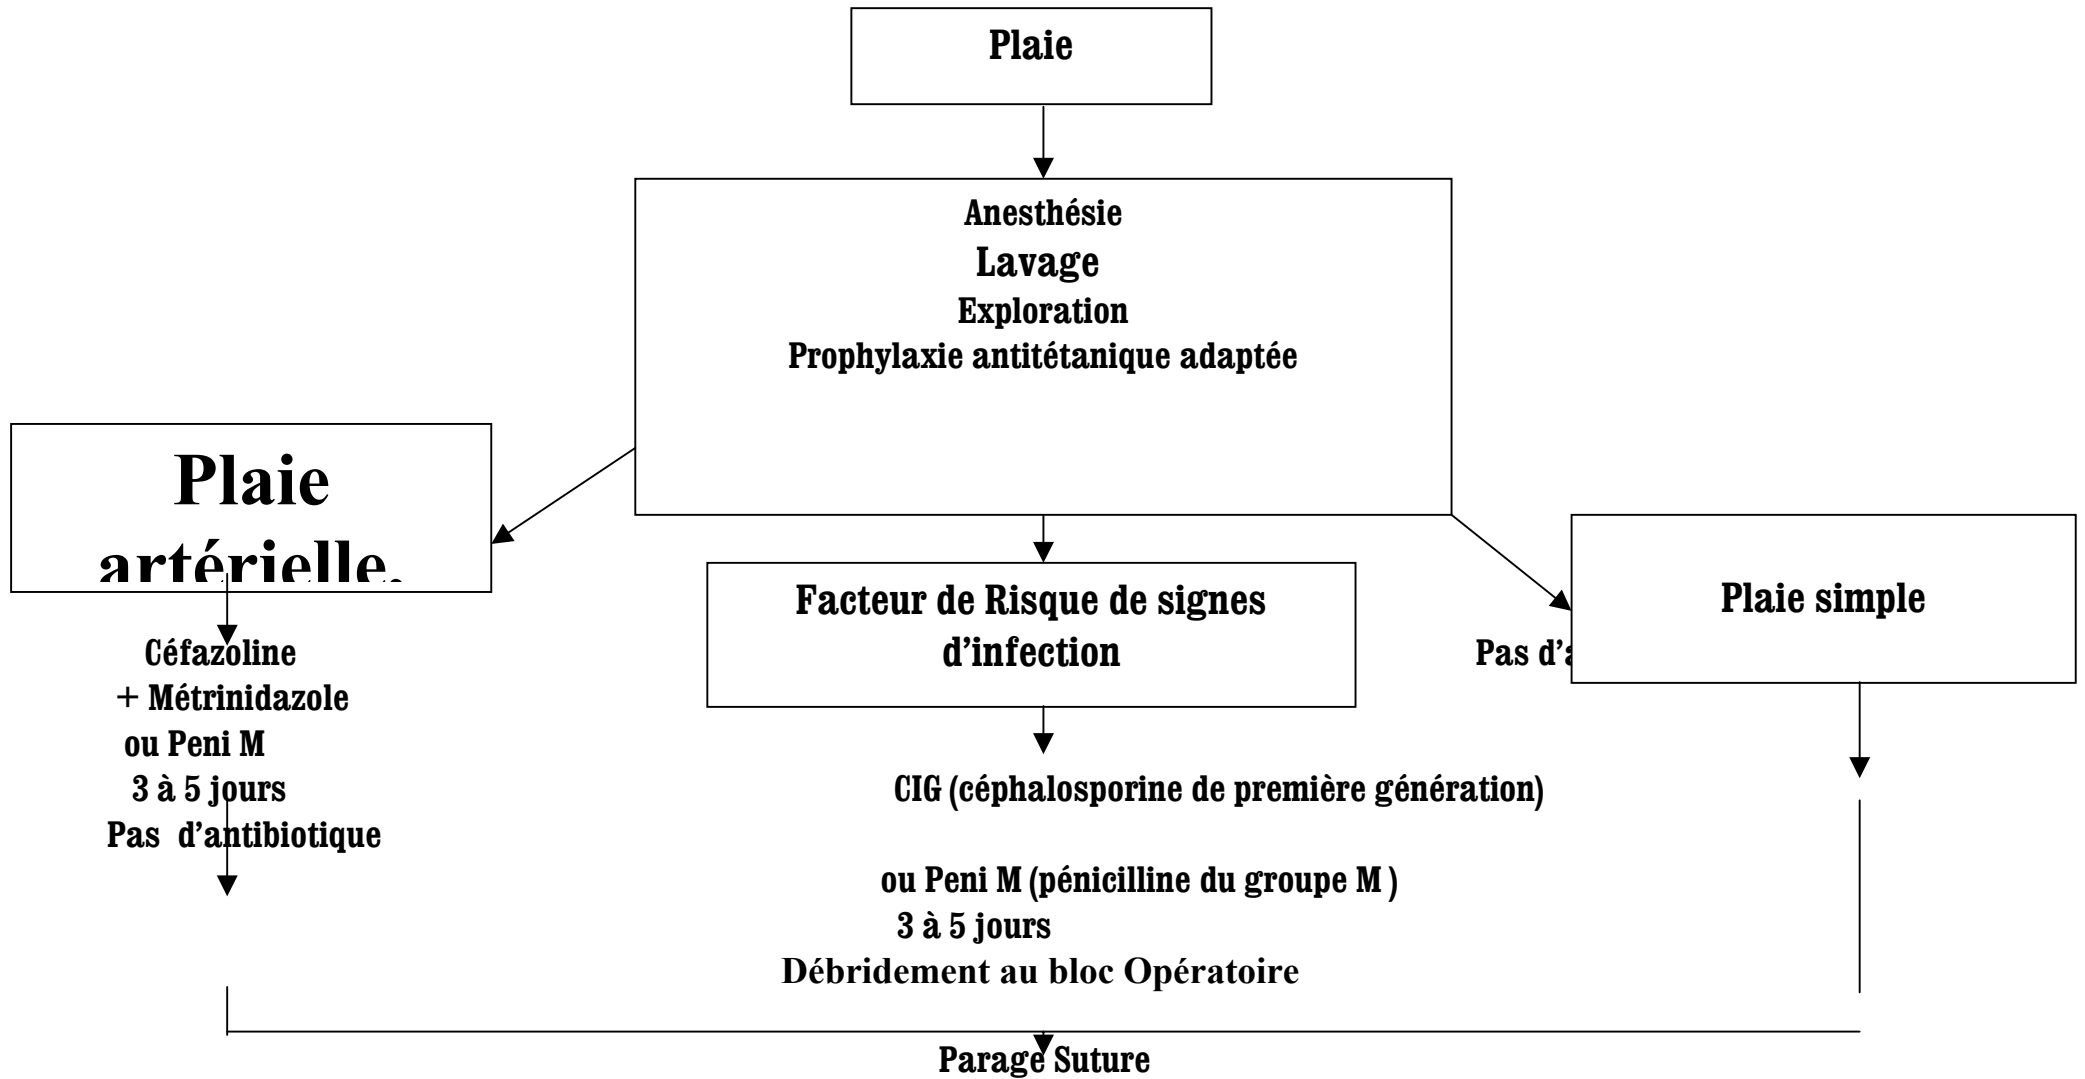 Plaie
Anesthésie
Lavage
Exploration
Prophylaxie antitétanique adaptée
Plaie
artérielle.
Céfazoline
+ Métrinidazole
ou Peni M
3 à 5 jours
Pas d’antibiotique
Facteur de Risque de signes
d’infection
CIG (céphalosporine de première génération)
ou Peni M (pénicilline du groupe M )
3 à 5 jours
Débridement au bloc Opératoire
Plaie simple
Pas
Parage Suture